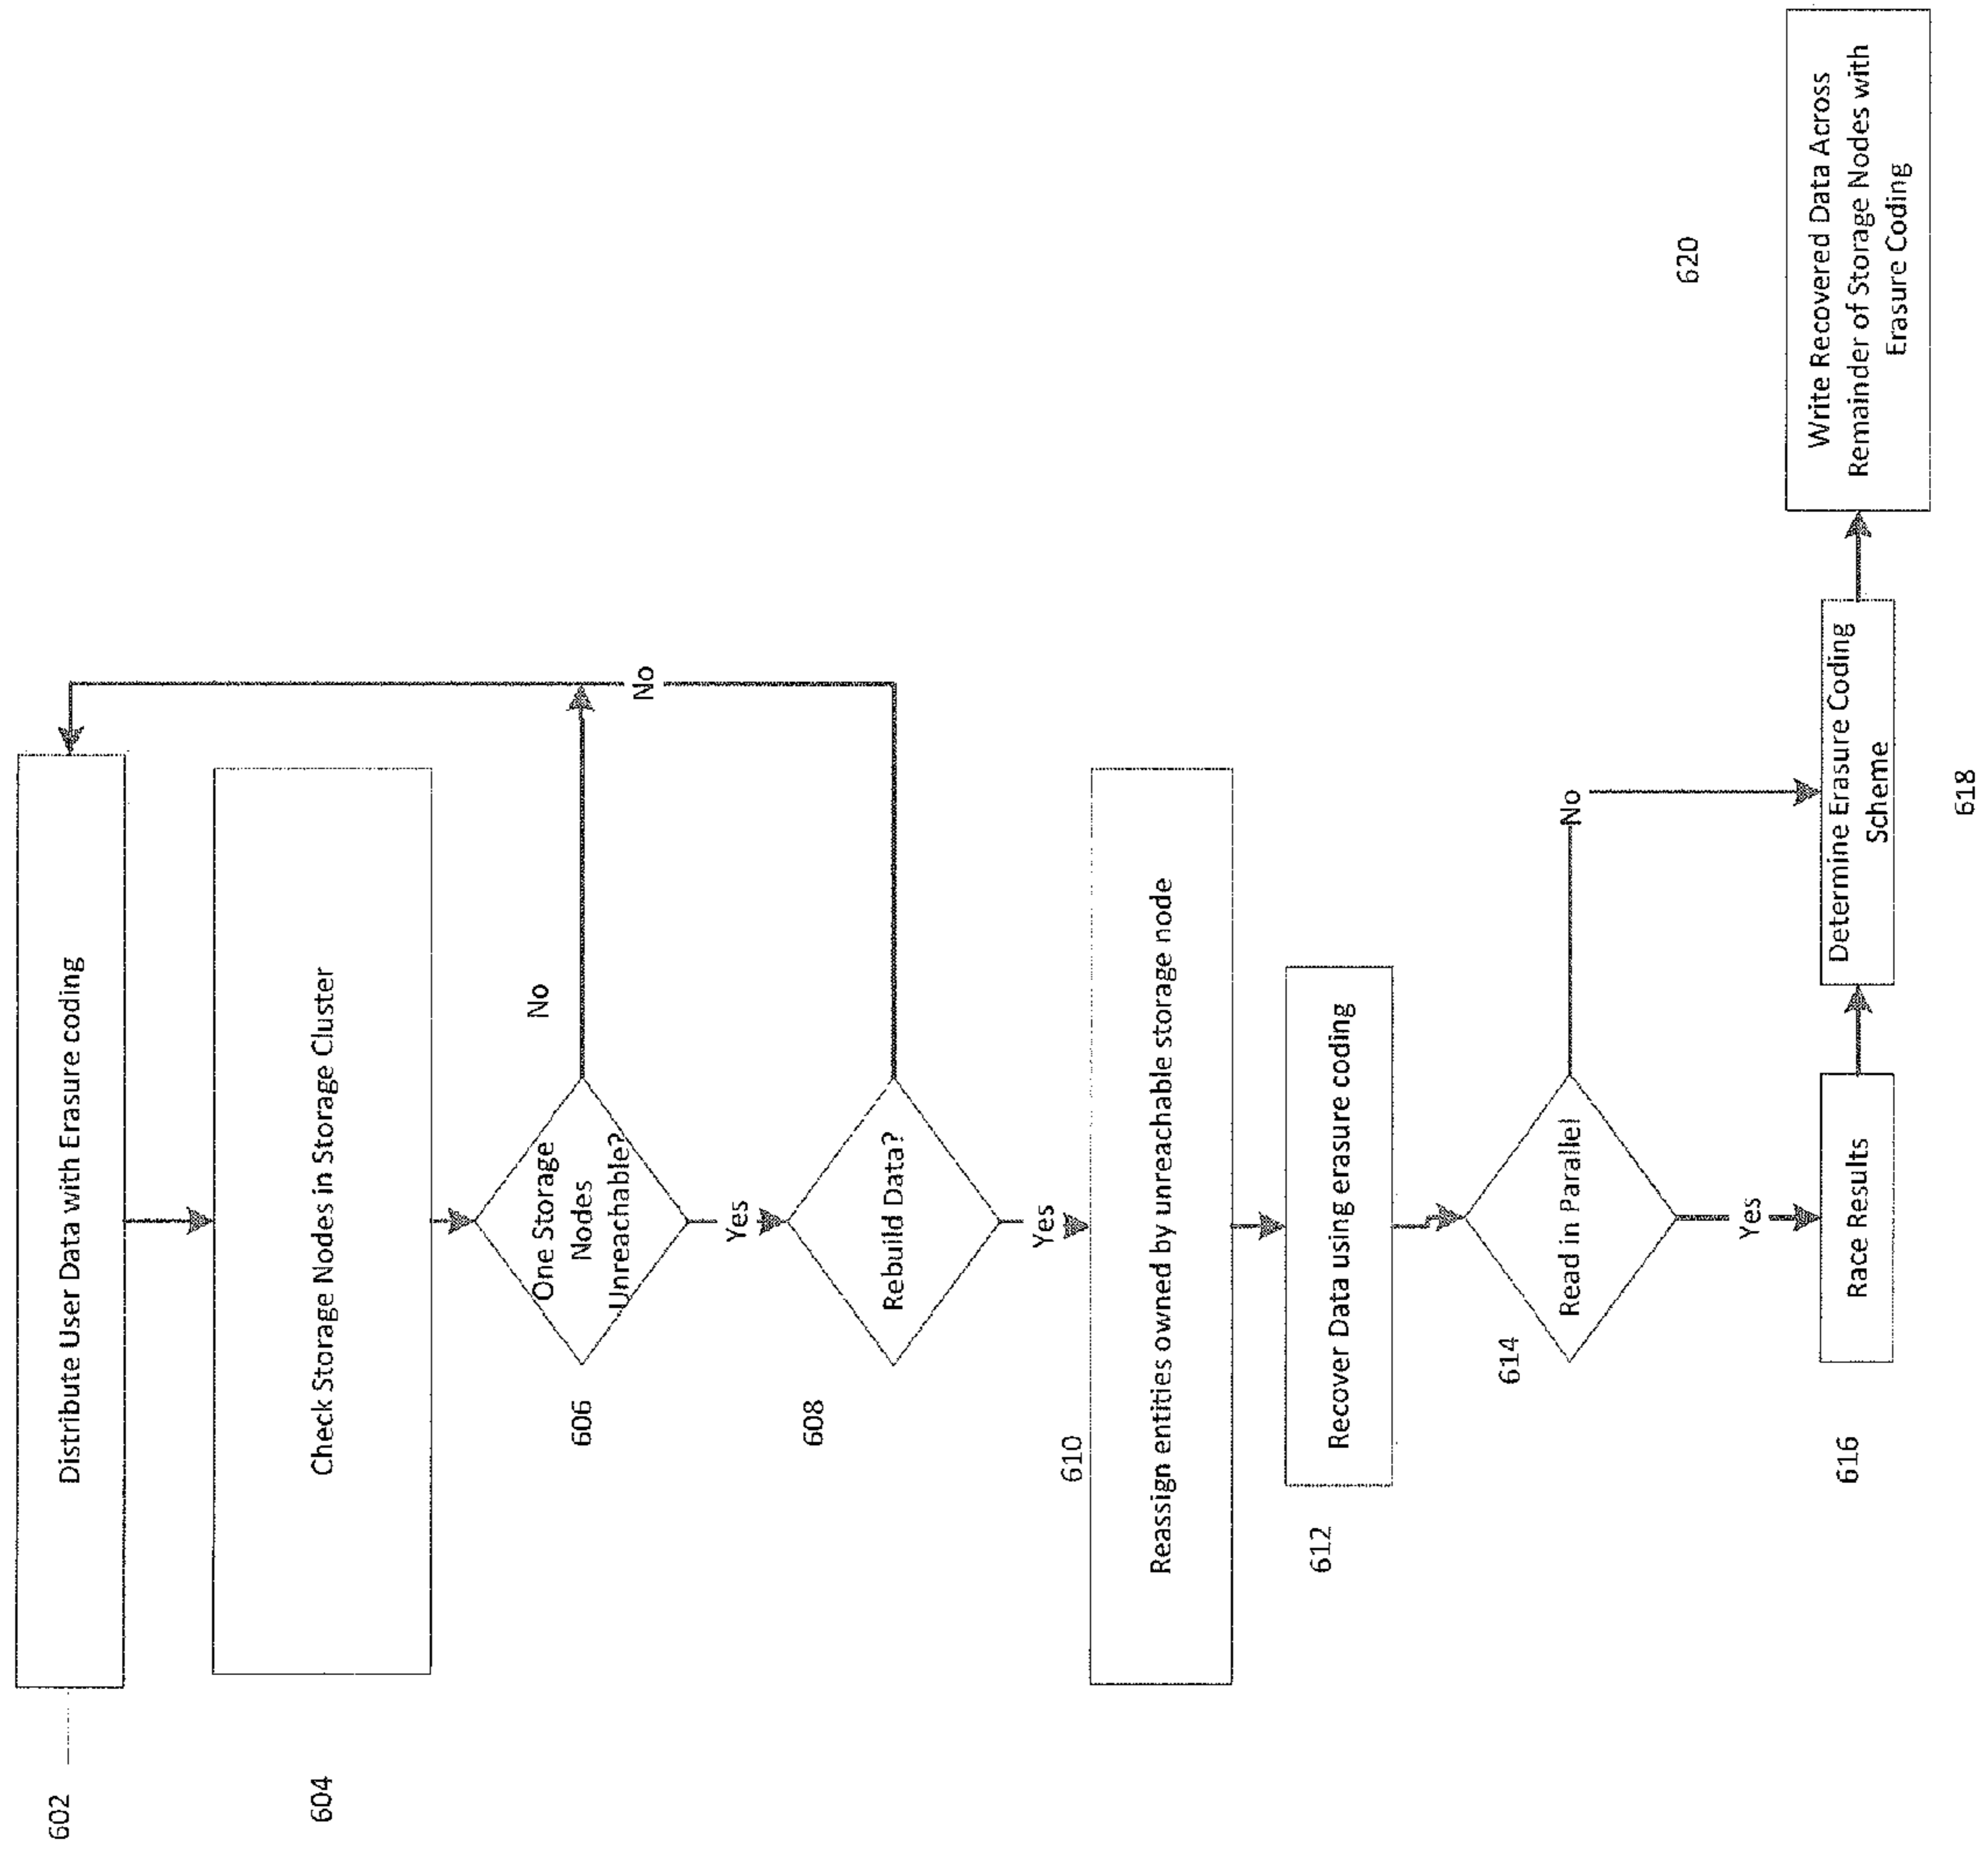 602
Distribute User Data with Erasure coding
604
Check Storage Nodes in Storage Cluster
606
One Storage
Nodes
Unreachable?
No
Yes
608
Rebuild Data?
No
Yes
610
Reassign entities owned by unreachable storage node
612
Recover Data using erasure coding
614
Read in Parallel
No
Yes
616
Race Results
Determine Erasure Coding
Scheme
618
620
Write Recovered Data Across
Remainder of Storage Nodes with
Erasure Coding